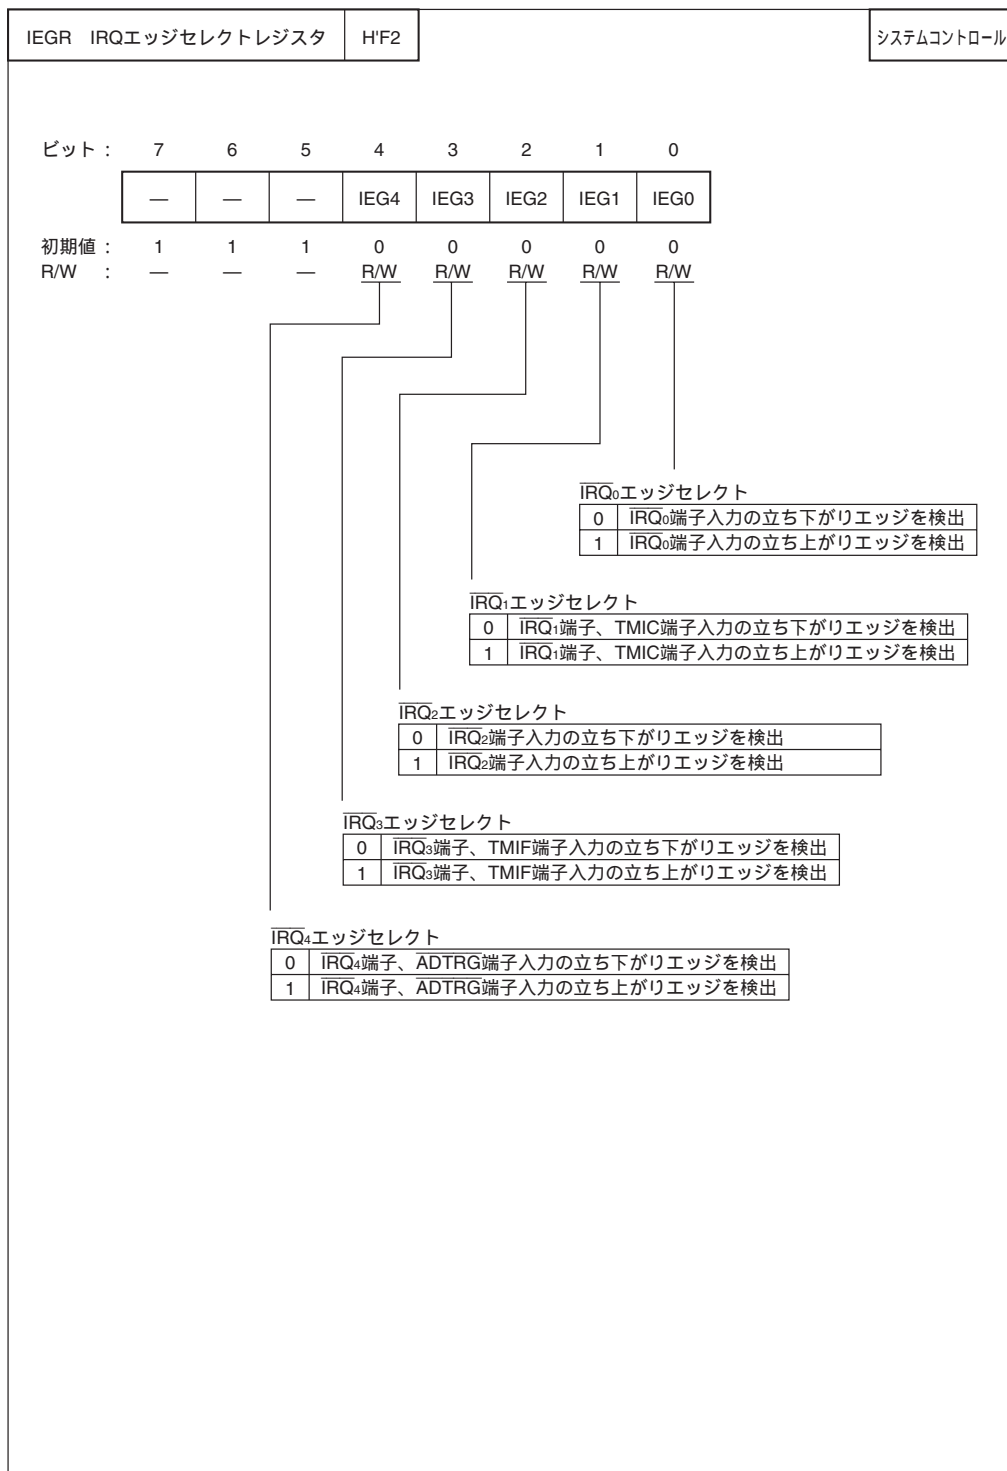 IEGR　IRQエッジセレクトレジスタ　H'F2　システムコントロール
ビット： 7 6 5 4 3 2 1 0
— — — IEG4 IEG3 IEG2 IEG1 IEG0
初期値： 1 1 1 0 0 0 0 0
R/W ： — — — R/W R/W R/W R/W R/W
IRQ0エッジセレクト
0 IRQ0端子入力の立ち下がりエッジを検出
1 IRQ0端子入力の立ち上がりエッジを検出
IRQ1エッジセレクト
0 IRQ1端子、TMIC端子入力の立ち下がりエッジを検出
1 IRQ1端子、TMIC端子入力の立ち上がりエッジを検出
IRQ2エッジセレクト
0 IRQ2端子入力の立ち下がりエッジを検出
1 IRQ2端子入力の立ち上がりエッジを検出
IRQ3エッジセレクト
0 IRQ3端子、TMIF端子入力の立ち下がりエッジを検出
1 IRQ3端子、TMIF端子入力の立ち上がりエッジを検出
IRQ4エッジセレクト
0 IRQ4端子、ADTRG端子入力の立ち下がりエッジを検出
1 IRQ4端子、ADTRG端子入力の立ち上がりエッジを検出